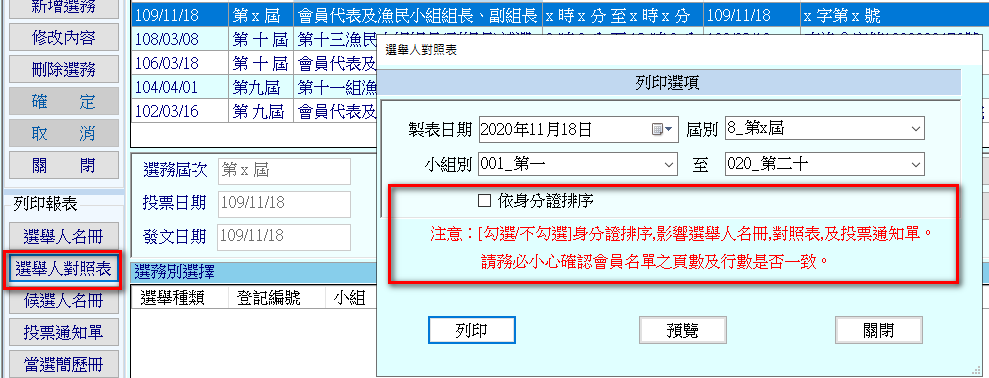 新增選務
修改內容
刪除選務
確 定
取 消
關 閉
列印報表
選舉人名冊
選舉人對照表
候選人名冊
投票通知單
當選簡歷冊
109/11/18 第 x 屆 會員代表及漁民小組組長、副組長 x 時 x 分 至 x 時 x 分 109/11/18 x 字第 x 號
108/03/08 第 十 屆 第十三漁民
106/03/18 第 十 屆 會員代表及
104/04/01 第九屆 第十一組漁
102/03/16 第 九 屆 會員代表及
選務屆次 第 x 屆
投票日期 109/11/18
發文日期 109/11/18
選務別選擇
選舉種類 登記編號 小組
選舉人對照表
列印選項
製表日期 2020年11月18日 屆別 8_第x屆
小組別 001_第一 至 020_第二十
依身分證排序
注意：[勾選/不勾選]身分證排序,影響選舉人名冊,對照表,及投票通知單。
請務必小心確認會員名單之頁數及行數是否一致。
列印 預覽 關閉